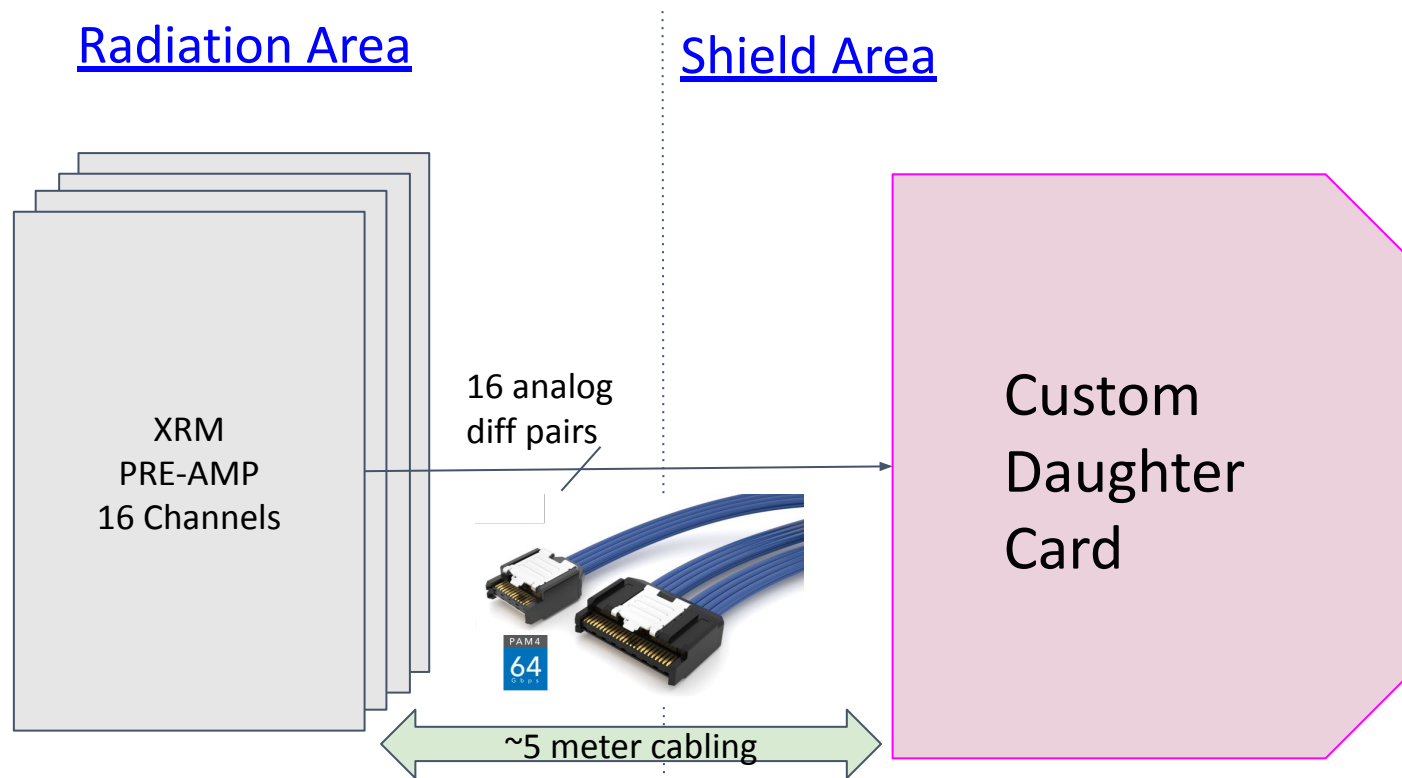 Radiation Area
Shield Area
16 analog
diff pairs
XRM
PRE-AMP
16 Channels
Custom
Daughter
Card
PAM4
64
Gbps
~5 meter cabling